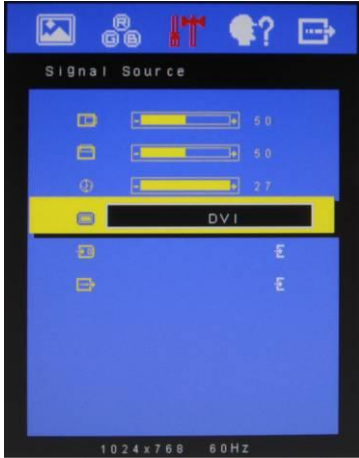 R
G B
?
Signal Source
- + 50
- + 50
- + 27
DVI
1024x768 60Hz